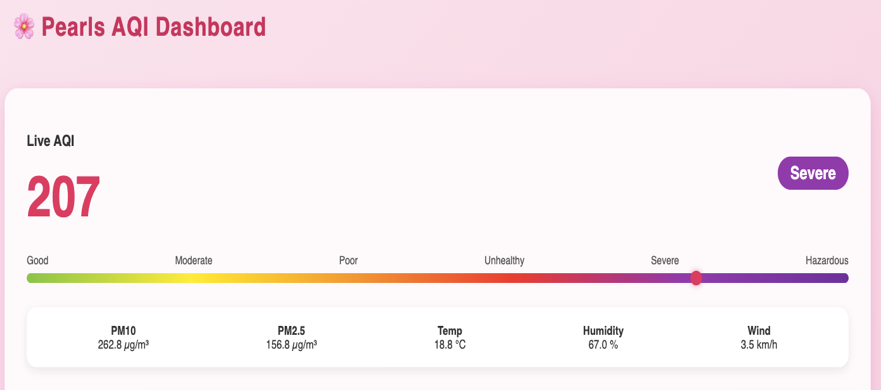 🌸 Pearls AQI Dashboard
Live AQI
207
Severe
Good Moderate Poor Unhealthy Severe Hazardous
PM10 PM2.5 Temp Humidity Wind
262.8 μg/m³ 156.8 μg/m³ 18.8 °C 67.0 % 3.5 km/h